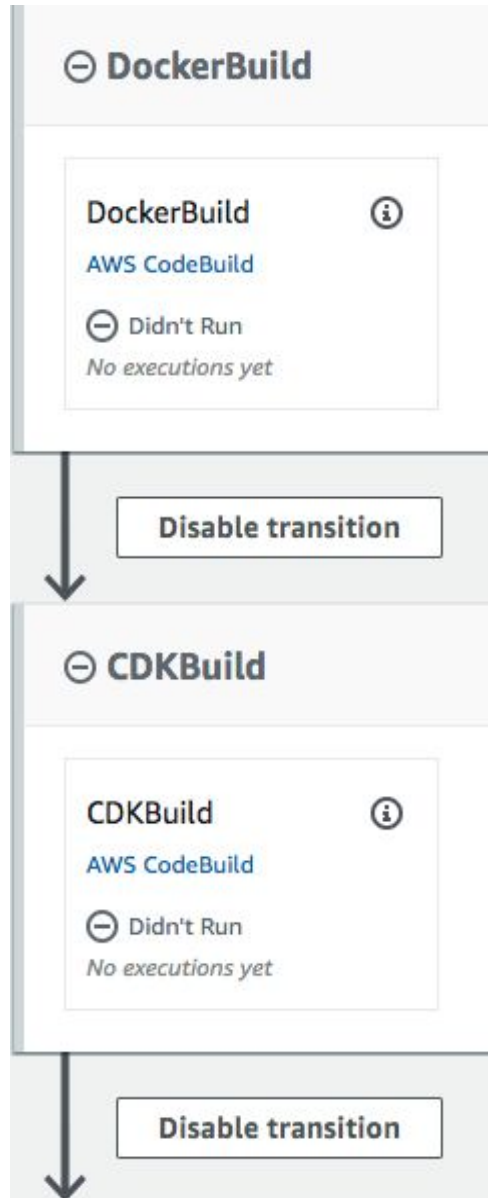 DockerBuild
DockerBuild
AWS CodeBuild
Didn't Run
No executions yet
Disable transition
CDKBuild
CDKBuild
AWS CodeBuild
Didn't Run
No executions yet
Disable transition